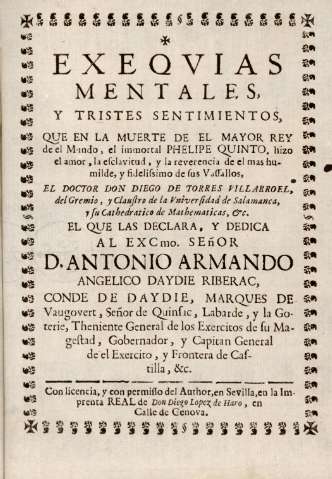 EXEQVIAS
MENTALES,
Y TRISTES SENTIMIENTOS,
QUE EN LA MUERTE DE EL MAYOR REY
de el Mundo, el immortal PHELIPE QUINTO, hizo
el amor, la esclavitud, y la reverencia de el mas hu-
milde, y fidelissimo de sus Vassallos,
EL DOCTOR DON DIEGO DE TORRES VILLARROEL,
del Gremio, y Claustro de la Vniversidad de Salamanca,
y su Cathedratico de Mathematicas, &c.
EL QUE LAS DECLARA, Y DEDICA
AL EXCmo. SEñOR
D. ANTONIO ARMANDO
ANGELICO DAYDIE RIBERAC,
CONDE DE DAYDIE, MARQUES DE
Vaugovert, Señor de Quinsac, Labarde, y la Go-
terie, Theniente General de los Exercitos de su Ma-
gestad, Gobernador, y Capitan General
de el Exercito, y Frontera de Cas-
tilla, &c.
Con licencia, y con permisso del Author, en Sevilla, en la Im-
prenta REAL de Don Diego Lopez de Haro, en
Calle de Genova.